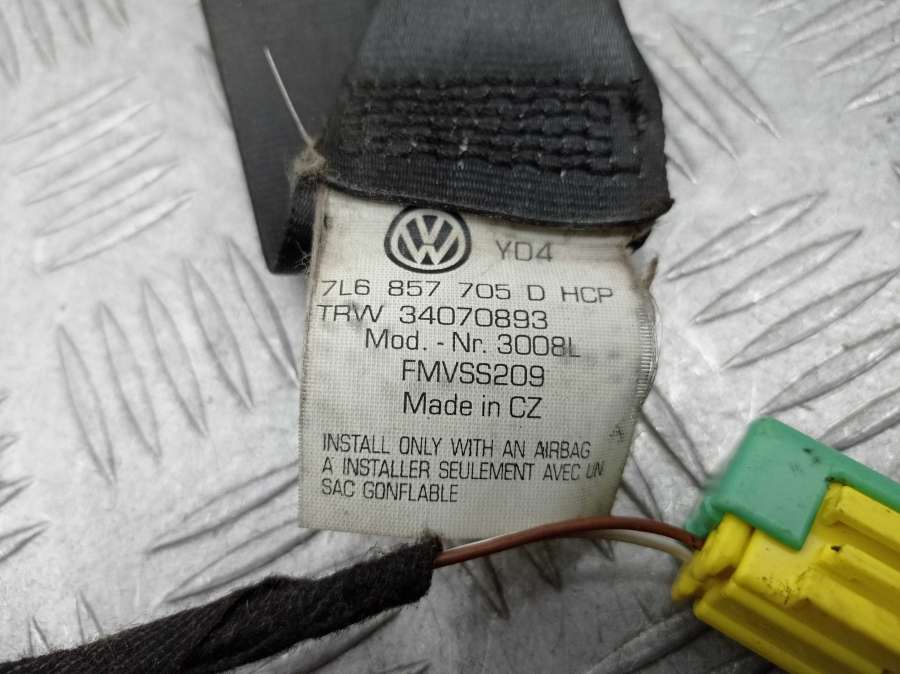 Y04
7L6 857 705 D HCP
TRW 34070893
Mod. - Nr. 3008L
FMVSS209
Made in CZ
INSTALL ONLY WITH AN AIRBAG
A INSTALLER SEULEMENT AVEC UN
SAC GONFLABLE